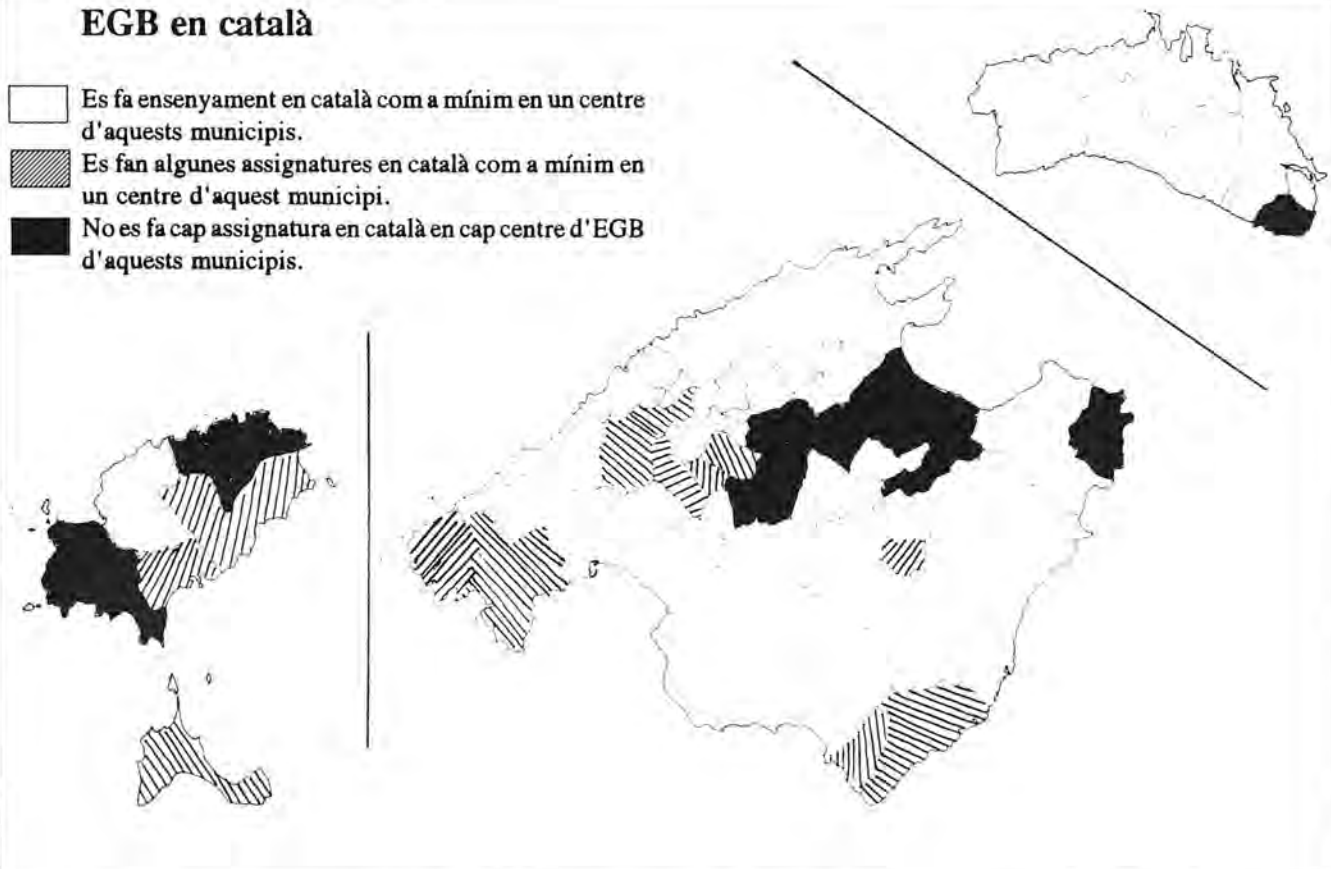 EGB en català
Es fa ensenyament en català com a mínim en un centre
d'aquests municipis.
Es fan algunes assignatures en català com a mínim en
un centre d'aquest municipi.
No es fa cap assignatura en català en cap centre d'EGB
d'aquests municipis.